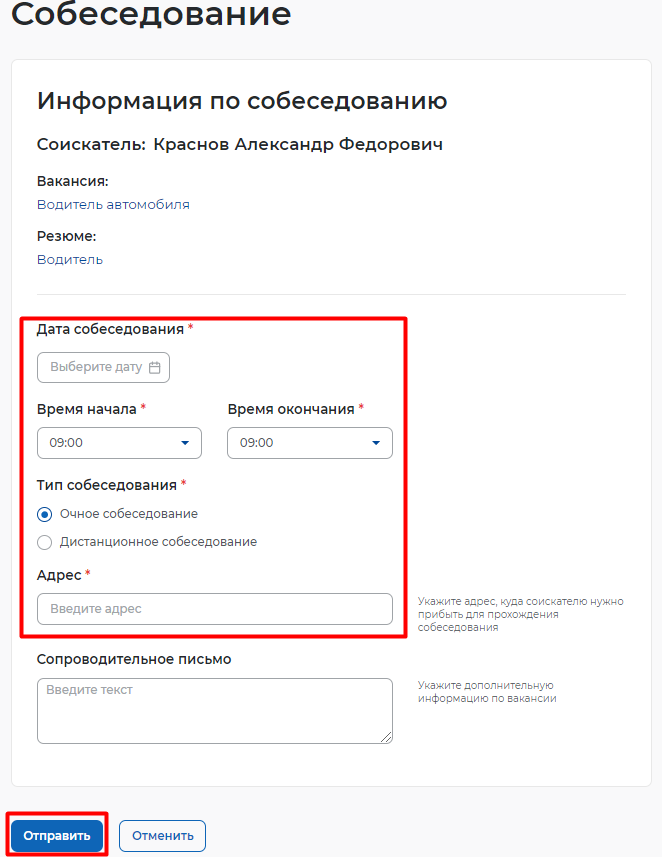 Собеседование
Информация по собеседованию
Соискатель: Краснов Александр Федорович
Вакансия:
Водитель автомобиля
Резюме:
Водитель
Дата собеседования *
Выберите дату
Время начала * Время окончания *
09:00 09:00
Тип собеседования *
Очное собеседование
Дистанционное собеседование
Адрес *
Введите адрес
Укажите адрес, куда соискателю нужно
прибыть для прохождения
собеседования
Сопроводительное письмо
Введите текст
Укажите дополнительную
информацию по вакансии
Отправить Отменить